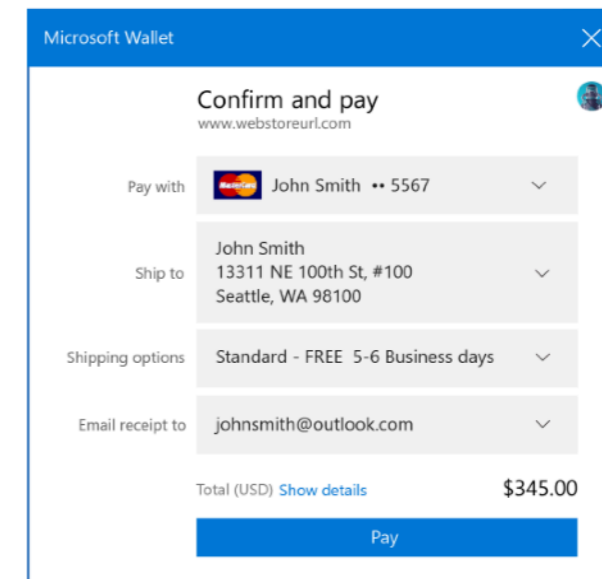 Microsoft Wallet
Confirm and pay
www.webstoreurl.com
Pay with
MasterCard
John Smith •• 5567
Ship to
John Smith
13311 NE 100th St, #100
Seattle, WA 98100
Shipping options
Standard - FREE 5-6 Business days
Email receipt to
johnsmith@outlook.com
Total (USD) Show details
$345.00
Pay